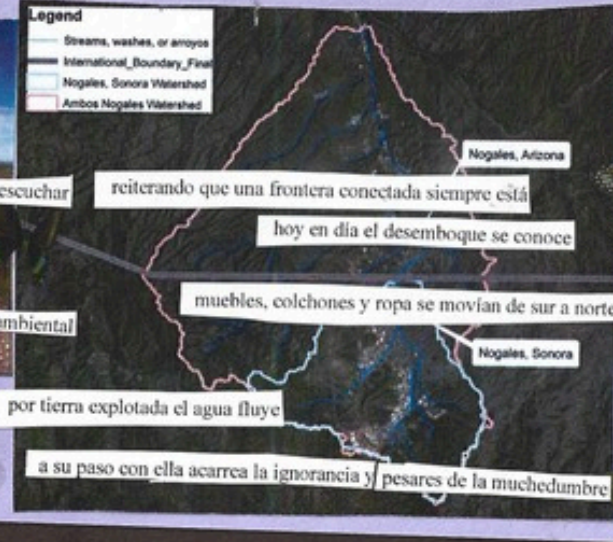 Legend
Streams, washes, or arroyos
International_Boundary_Final
Nogales, Sonora Watershed
Ambos Nogales Watershed
Nogales, Arizona
escuchar
reiterando que una frontera conectada siempre está
hoy en día el desemboque se conoce
muebles, colchones y ropa se movían de sur a norte
ambiental
Nogales, Sonora
por tierra explotada el agua fluye
a su paso con ella acarrea la ignorancia y pesares de la muchedumbre